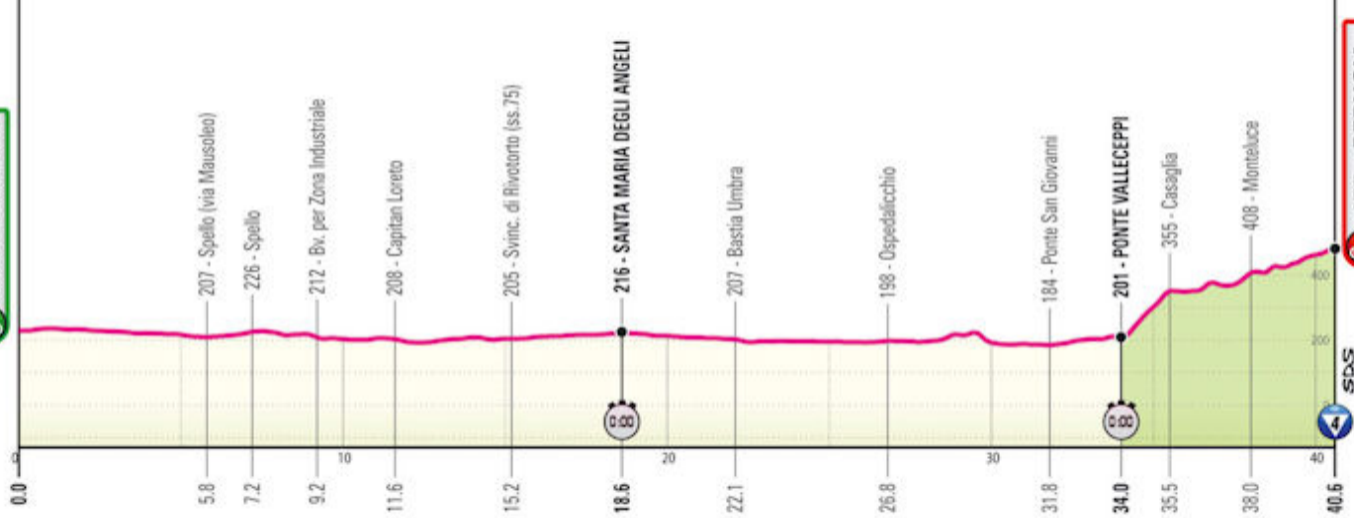 207 - Spello (via Mausoleo)
226 - Spello
212 - Bv. per Zona Industriale
208 - Capitan Loreto
205 - Svinc. di Rivotorto (ss.75)
216 - SANTA MARIA DEGLI ANGELI
207 - Bastia Umbra
198 - Ospedalicchio
184 - Ponte San Giovanni
201 - PONTE VALLECEPPI
355 - Casaglia
408 - Monteluce
400
200
0
SDS
0:00
0:00
4
0
10
20
30
40
0.0
5.8
7.2
9.2
11.6
15.2
18.6
22.1
26.8
31.8
34.0
35.5
38.0
40.6